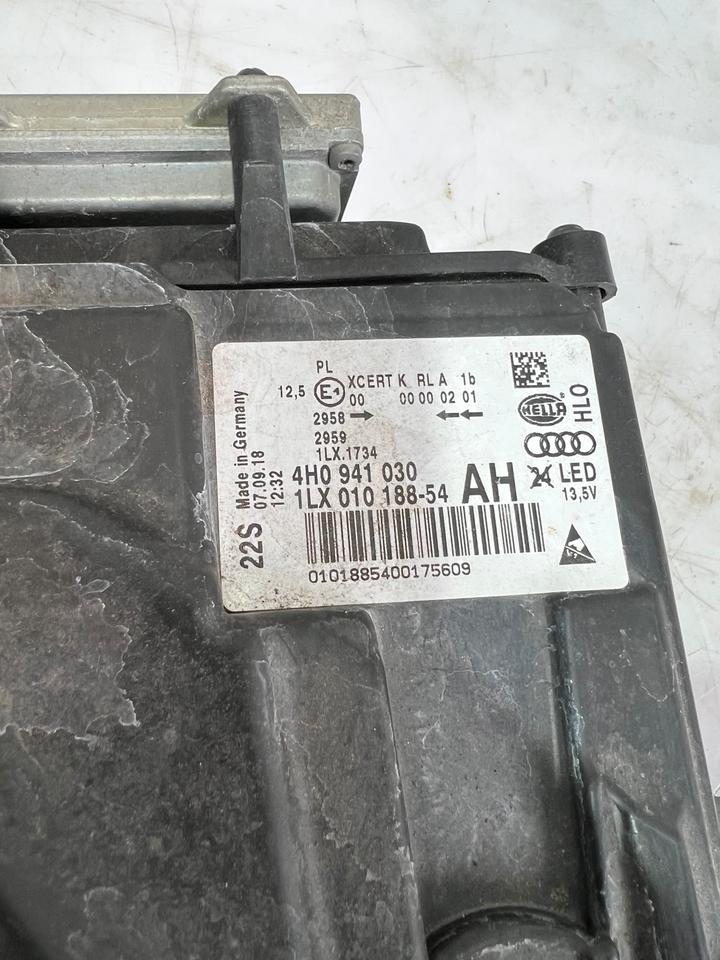 PL
12,5 E1 XCERT K RL A 1b
00 00 00 02 01
2958
2959
1LX.1734
4H0 941 030
1LX 010 188-54 AH
HELLA
HLO
24 LED
13,5V
0101885400175609
22S
Made in Germany
07.09.18
12:32